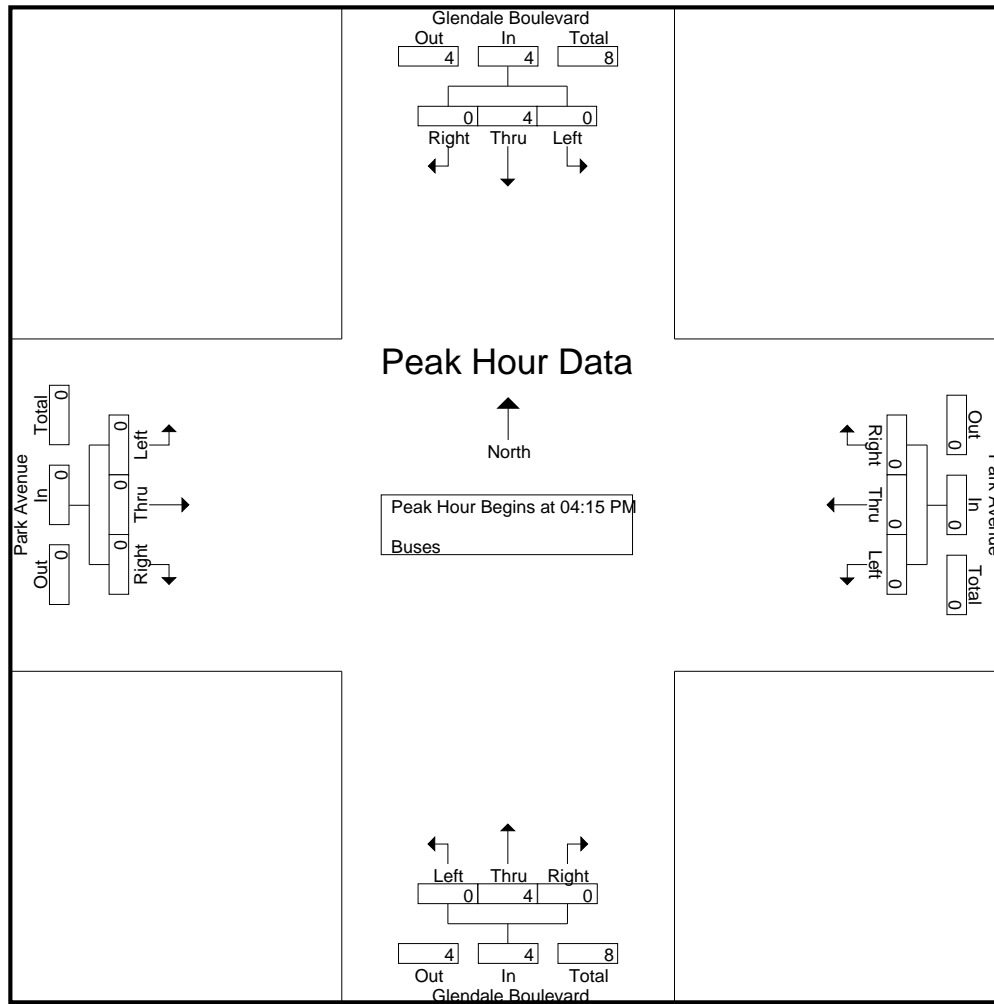 Glendale Boulevard
Out In Total
4 4 8
0 4 0
Right Thru Left
Peak Hour Data
North
Peak Hour Begins at 04:15 PM
Buses
Park Avenue
Out In Total
0 0 0
Right Thru Left
0 0 0
Park Avenue
Total In Out
0 0 0
Left Thru Right
0 0 0
Left Thru Right
0 4 0
4 4 8
Out In Total
Glendale Boulevard